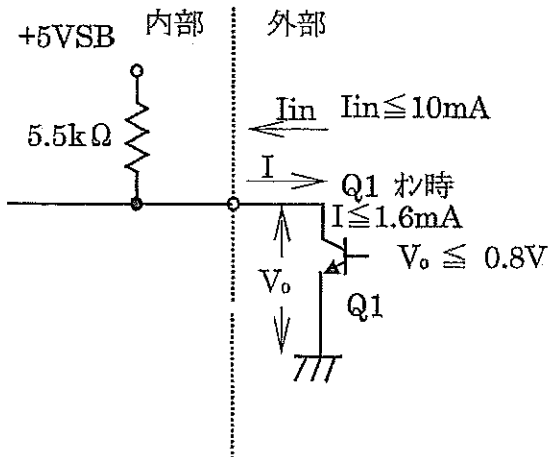 +5VSB
内部
外部
5.5kΩ
Iin
Iin≦10mA
I
Q1 ｵﾝ時
I≦1.6mA
Vo
Vo ≦ 0.8V
Q1